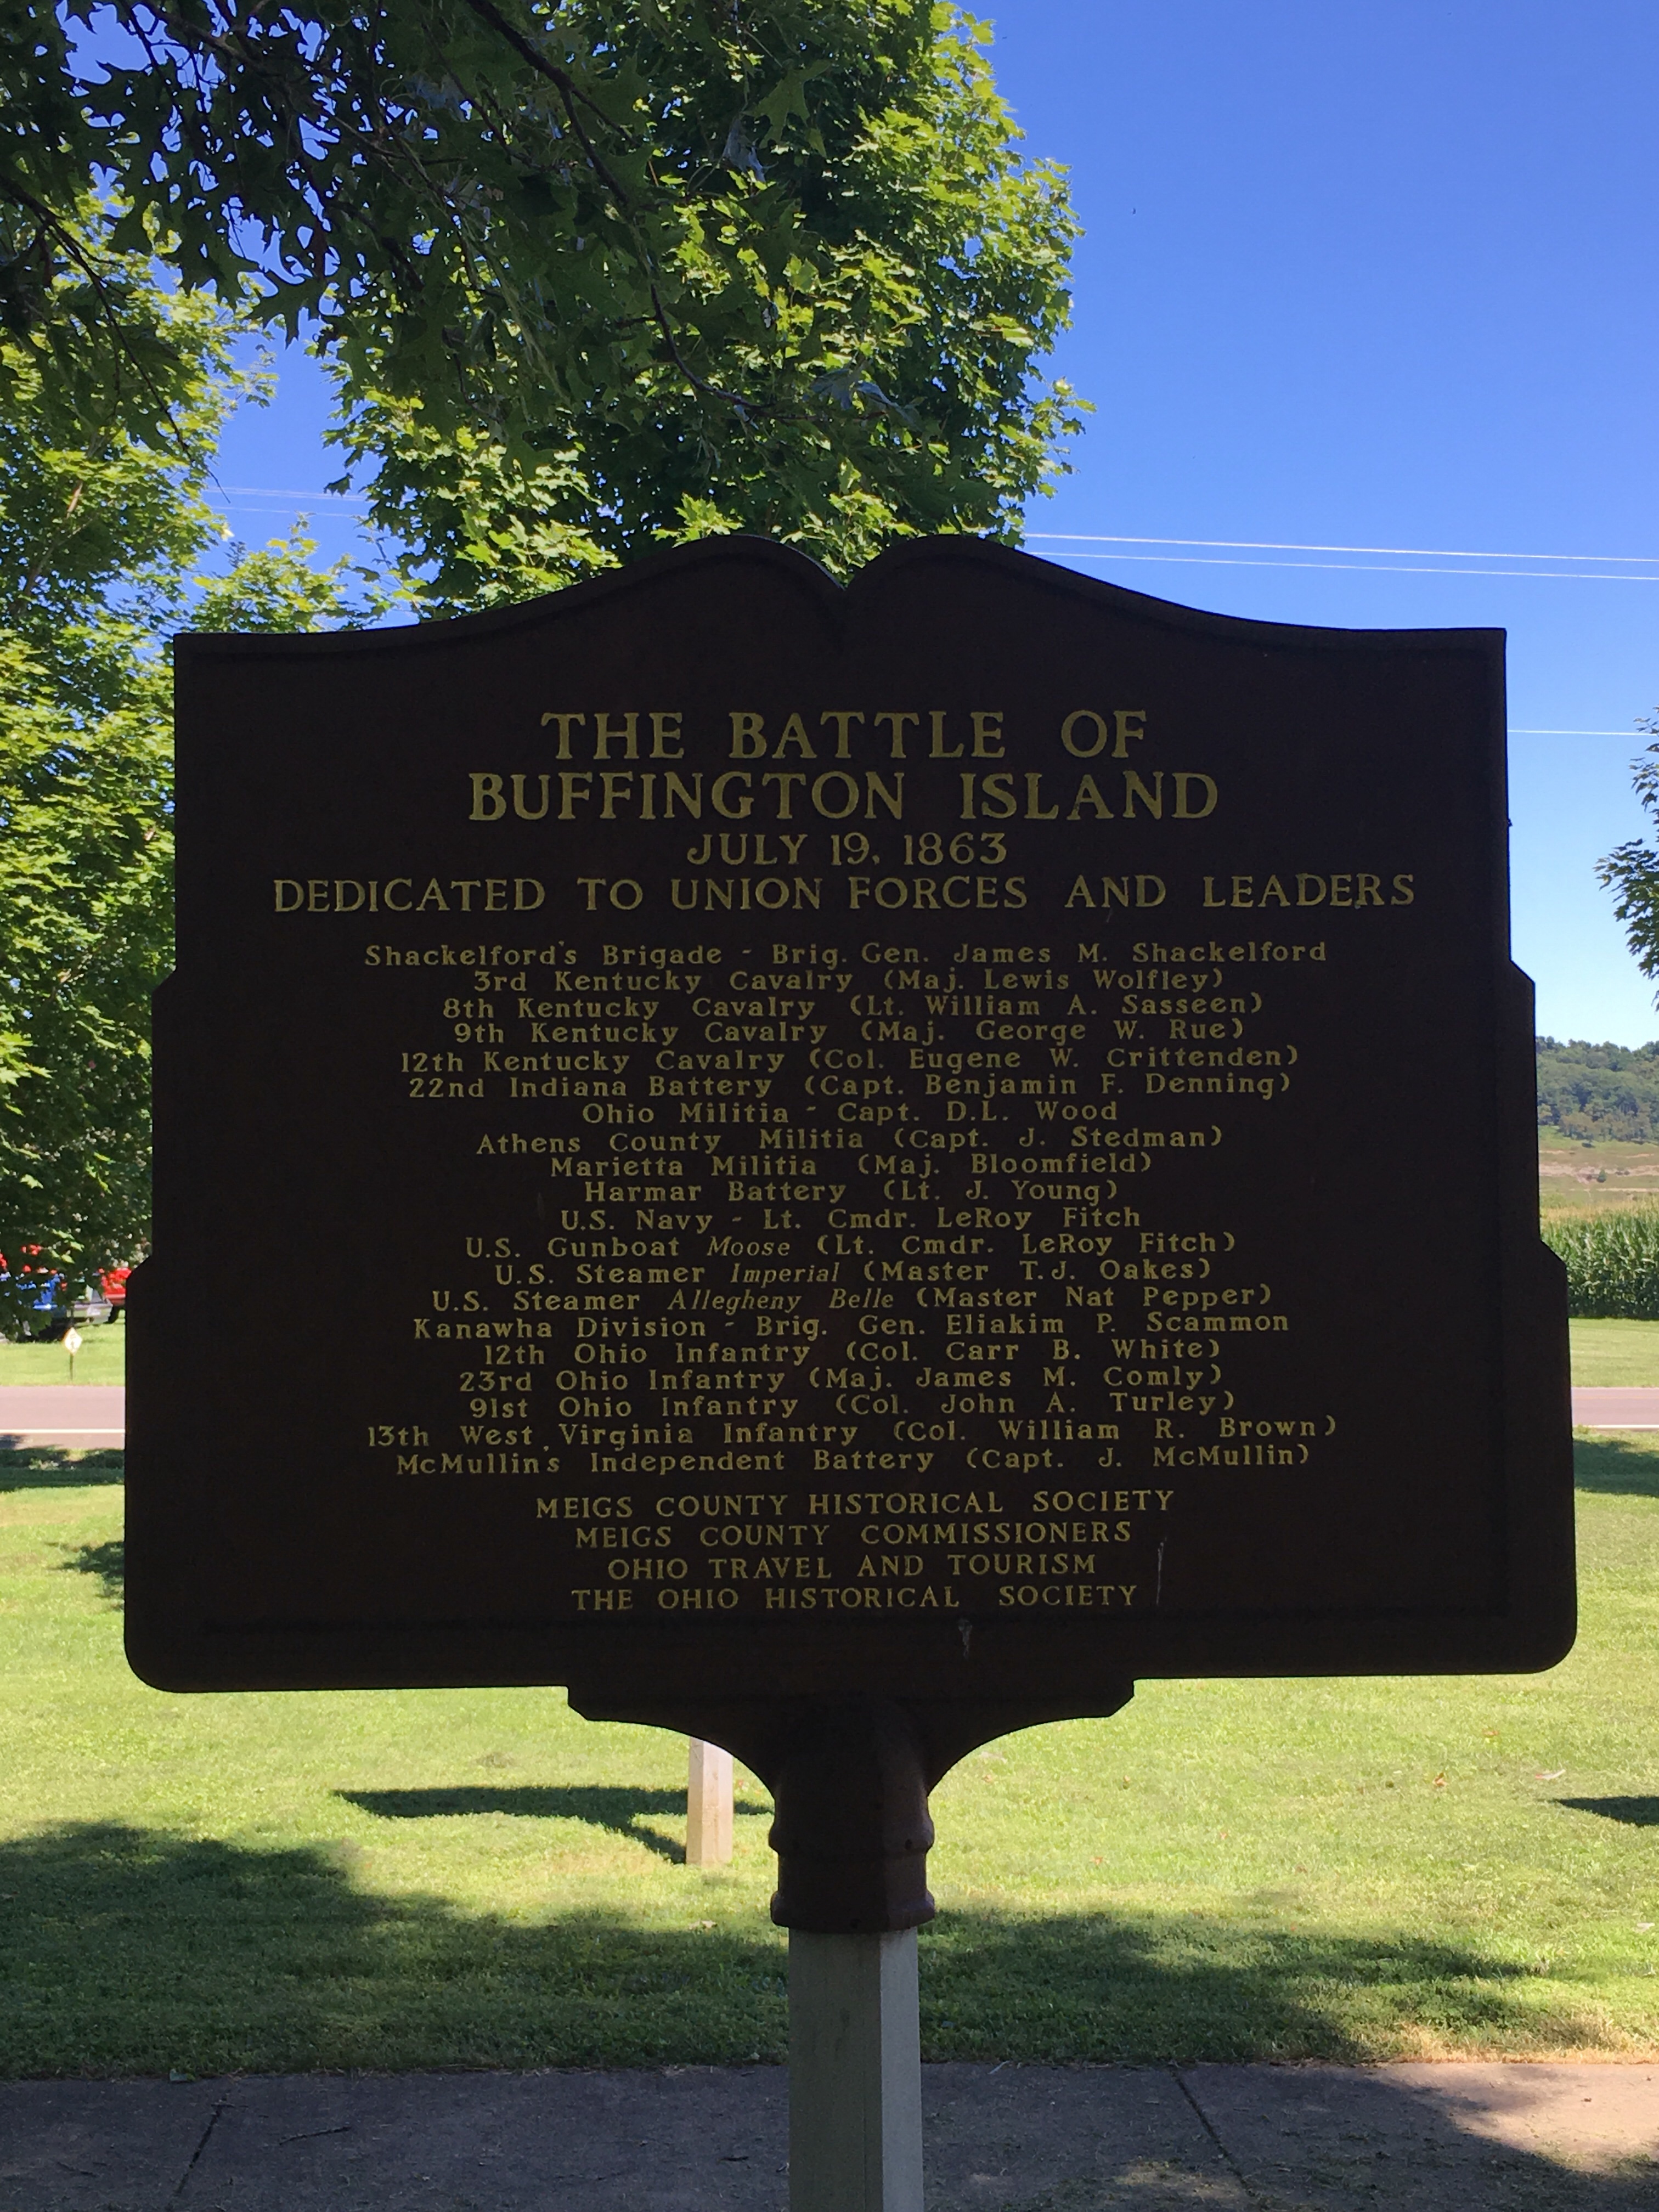 THE BATTLE OF
BUFFINGTON ISLAND
JULY 19, 1863
DEDICATED TO UNION FORCES AND LEADERS
Shackelford's Brigade - Brig. Gen. James M. Shackelford
3rd Kentucky Cavalry (Maj. Lewis Wolfley)
8th Kentucky Cavalry (Lt. William A. Sasseen)
9th Kentucky Cavalry (Maj. George W. Rue)
12th Kentucky Cavalry (Col. Eugene W. Crittenden)
22nd Indiana Battery (Capt. Benjamin F. Denning)
Ohio Militia - Capt. D.L. Wood
Athens County Militia (Capt. J. Stedman)
Marietta Militia (Maj. Bloomfield)
Harmar Battery (Lt. J. Young)
U.S. Navy - Lt. Cmdr. LeRoy Fitch
U.S. Gunboat Moose (Lt. Cmdr. LeRoy Fitch)
U.S. Steamer Imperial (Master T.J. Oakes)
U.S. Steamer Allegheny Belle (Master Nat Pepper)
Kanawha Division - Brig. Gen. Eliakim P. Scammon
12th Ohio Infantry (Col. Carr B. White)
23rd Ohio Infantry (Maj. James M. Comly)
91st Ohio Infantry (Col. John A. Turley)
13th West Virginia Infantry (Col. William R. Brown)
McMullin's Independent Battery (Capt. J. McMullin)
MEIGS COUNTY HISTORICAL SOCIETY
MEIGS COUNTY COMMISSIONERS
OHIO TRAVEL AND TOURISM
THE OHIO HISTORICAL SOCIETY